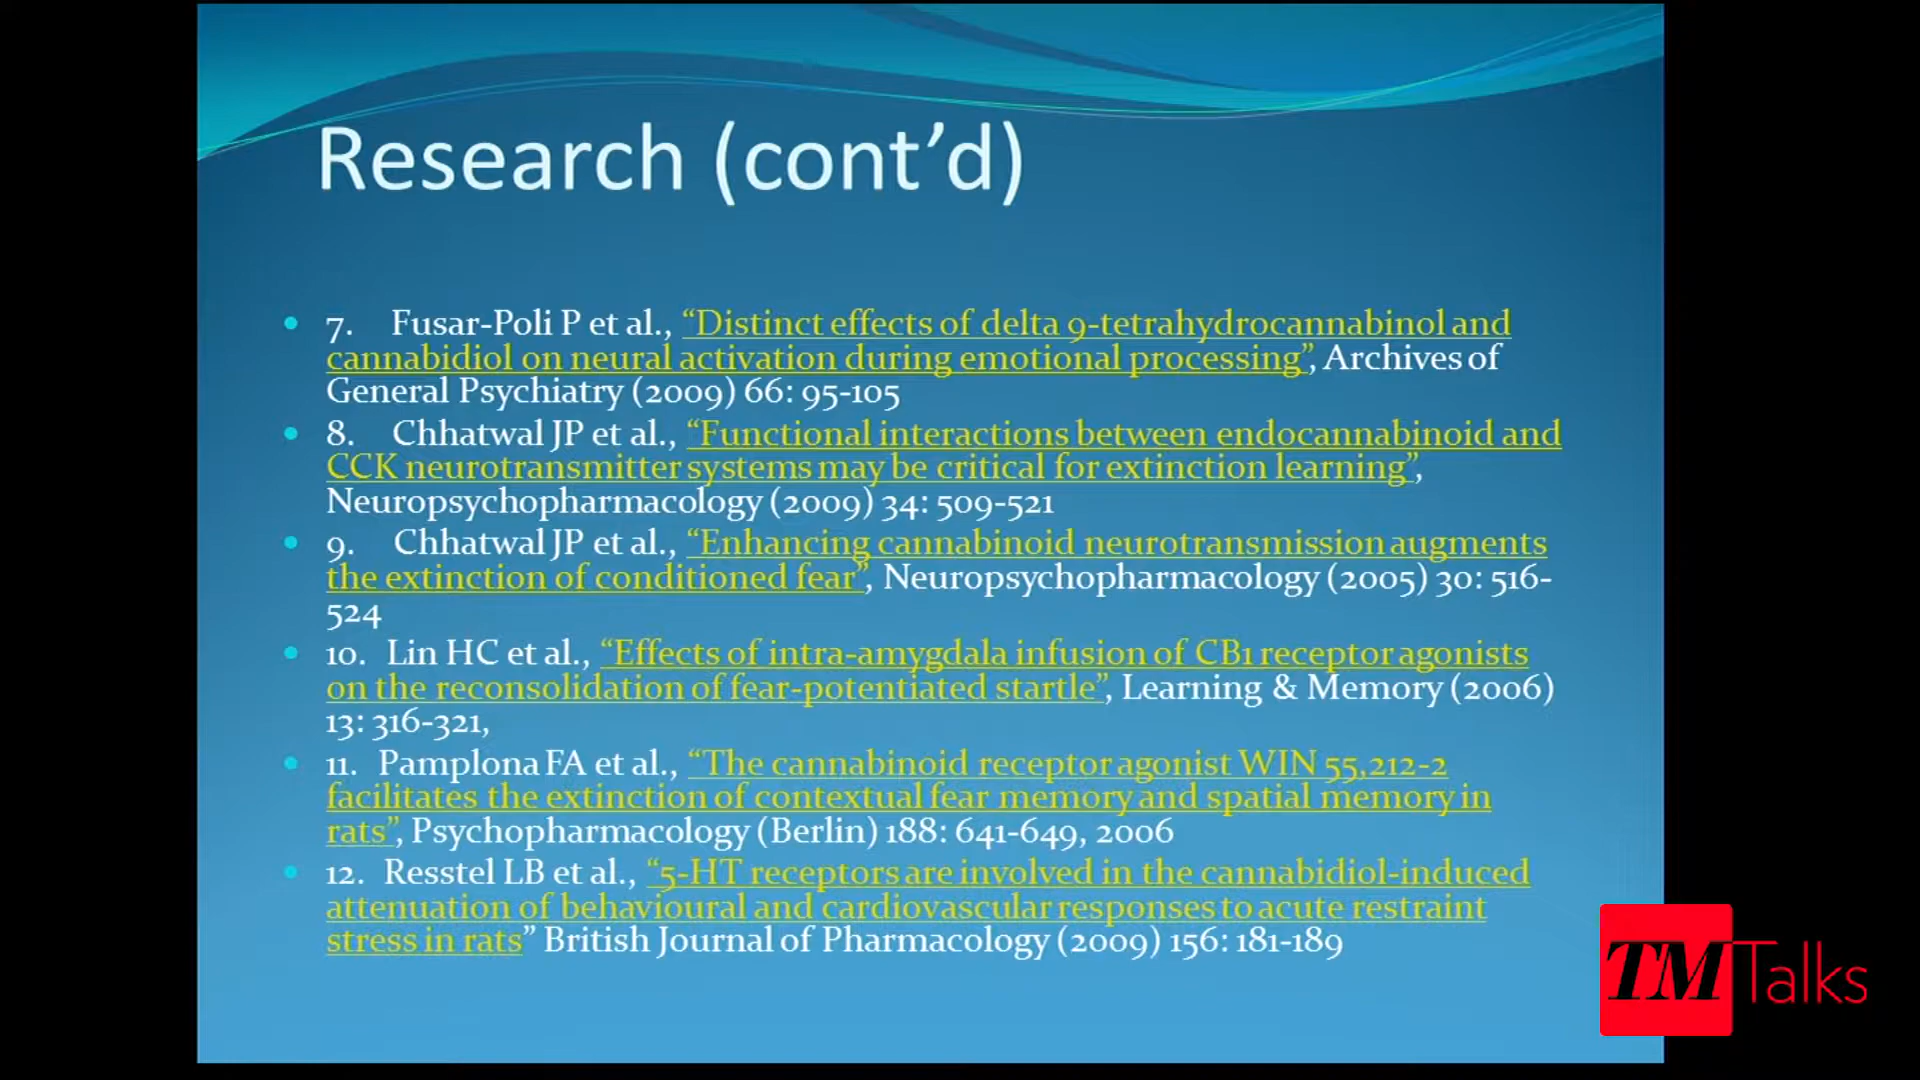 Research (cont’d)
• 7. Fusar-Poli P et al., “Distinct effects of delta 9-tetrahydrocannabinol and
cannabidiol on neural activation during emotional processing”, Archives of
General Psychiatry (2009) 66: 95-105
• 8. Chhatwal JP et al., “Functional interactions between endocannabinoid and
CCK neurotransmitter systems may be critical for extinction learning”,
Neuropsychopharmacology (2009) 34: 509-521
• 9. Chhatwal JP et al., “Enhancing cannabinoid neurotransmission augments
the extinction of conditioned fear”, Neuropsychopharmacology (2005) 30: 516-
524
• 10. Lin HC et al., “Effects of intra-amygdala infusion of CB1 receptor agonists
on the reconsolidation of fear-potentiated startle”, Learning & Memory (2006)
13: 316-321,
• 11. Pamplona FA et al., “The cannabinoid receptor agonist WIN 55,212-2
facilitates the extinction of contextual fear memory and spatial memory in
rats”, Psychopharmacology (Berlin) 188: 641-649, 2006
• 12. Resstel LB et al., “5-HT receptors are involved in the cannabidiol-induced
attenuation of behavioural and cardiovascular responses to acute restraint
stress in rats” British Journal of Pharmacology (2009) 156: 181-189
TM Talks